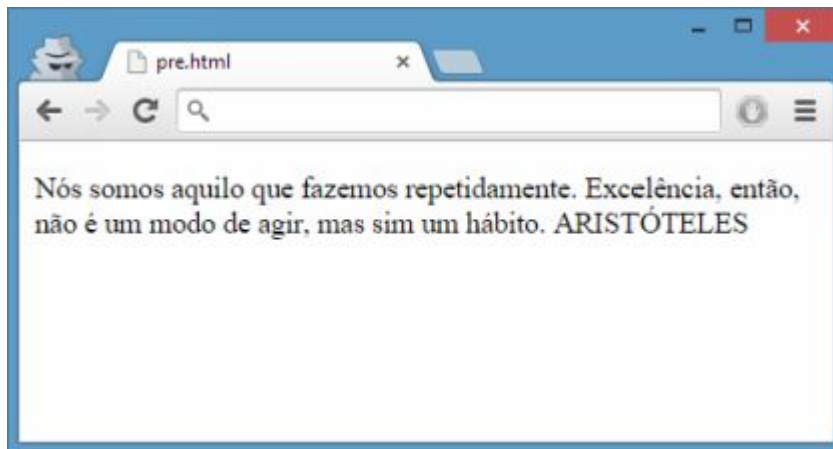 pre.html
Nós somos aquilo que fazemos repetidamente. Excelência, então,
não é um modo de agir, mas sim um hábito. ARISTÓTELES